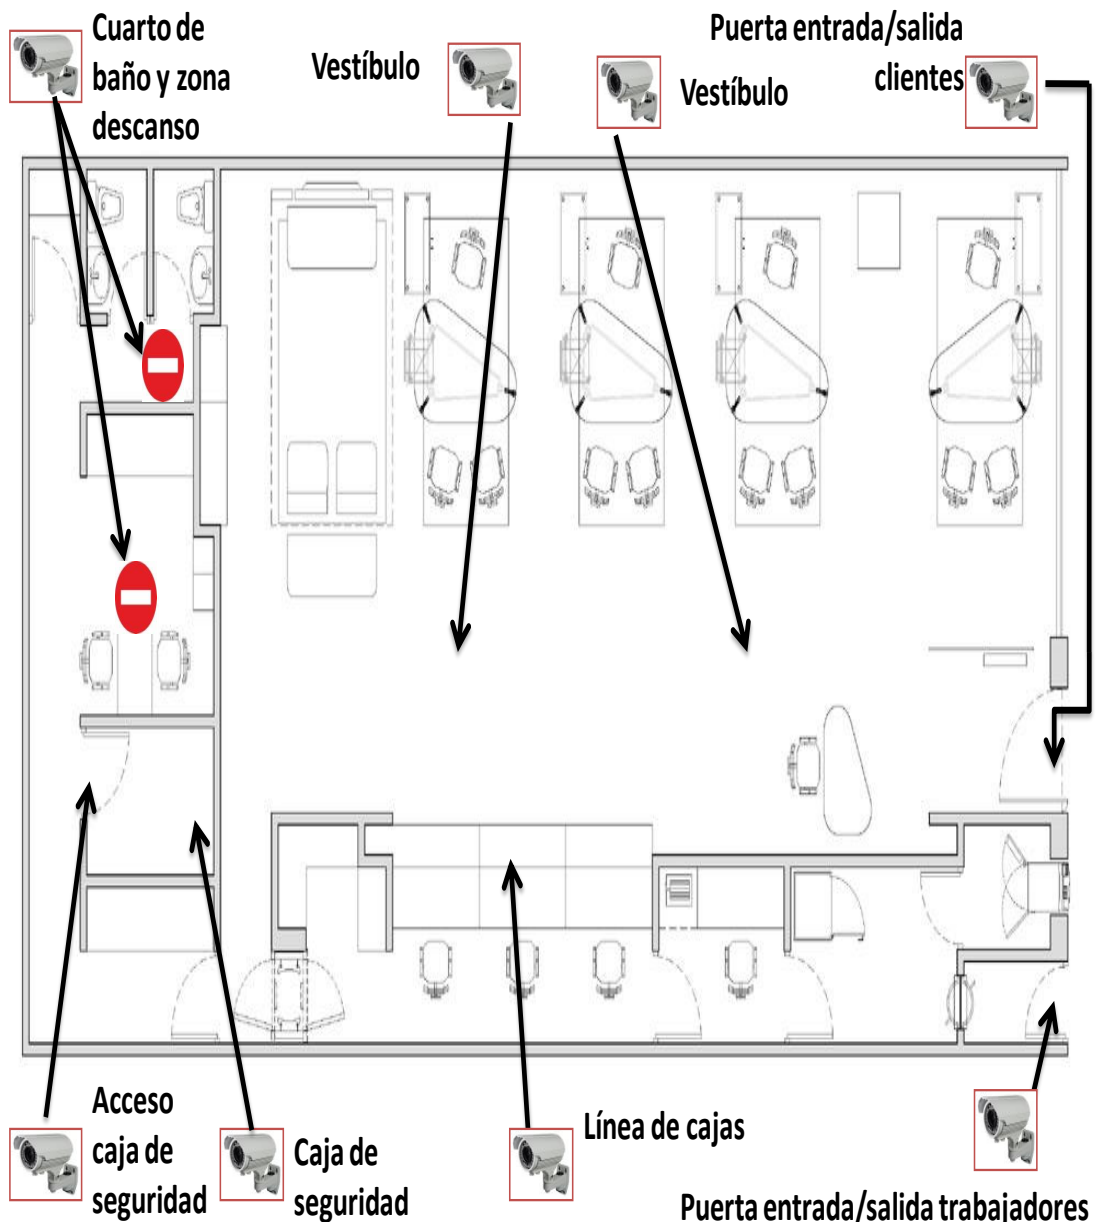 Cuarto de
baño y zona
descanso
Vestíbulo
Vestíbulo
Puerta entrada/salida
clientes
Acceso
caja de
seguridad
Caja de
seguridad
Línea de cajas
Puerta entrada/salida trabajadores